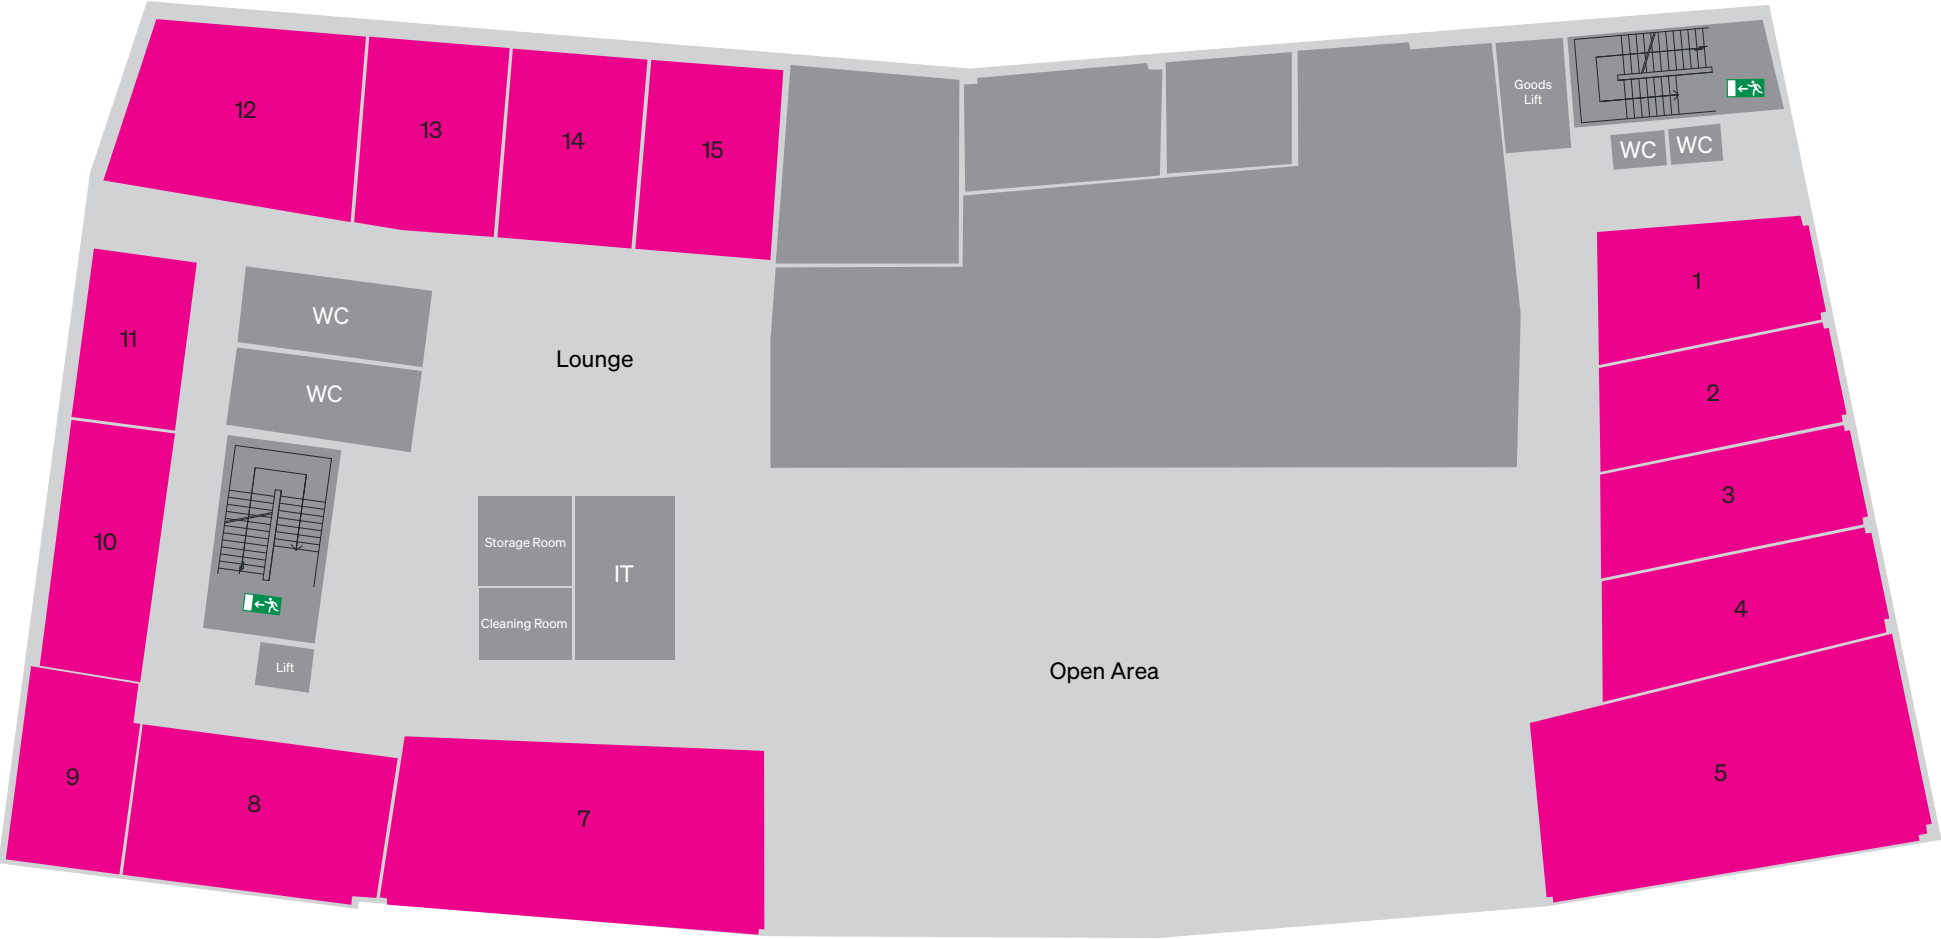 12
13
14
15
Goods
Lift
WC
WC
11
WC
WC
Lounge
1
2
3
4
5
10
Storage Room
IT
Cleaning Room
Lift
Open Area
9
8
7